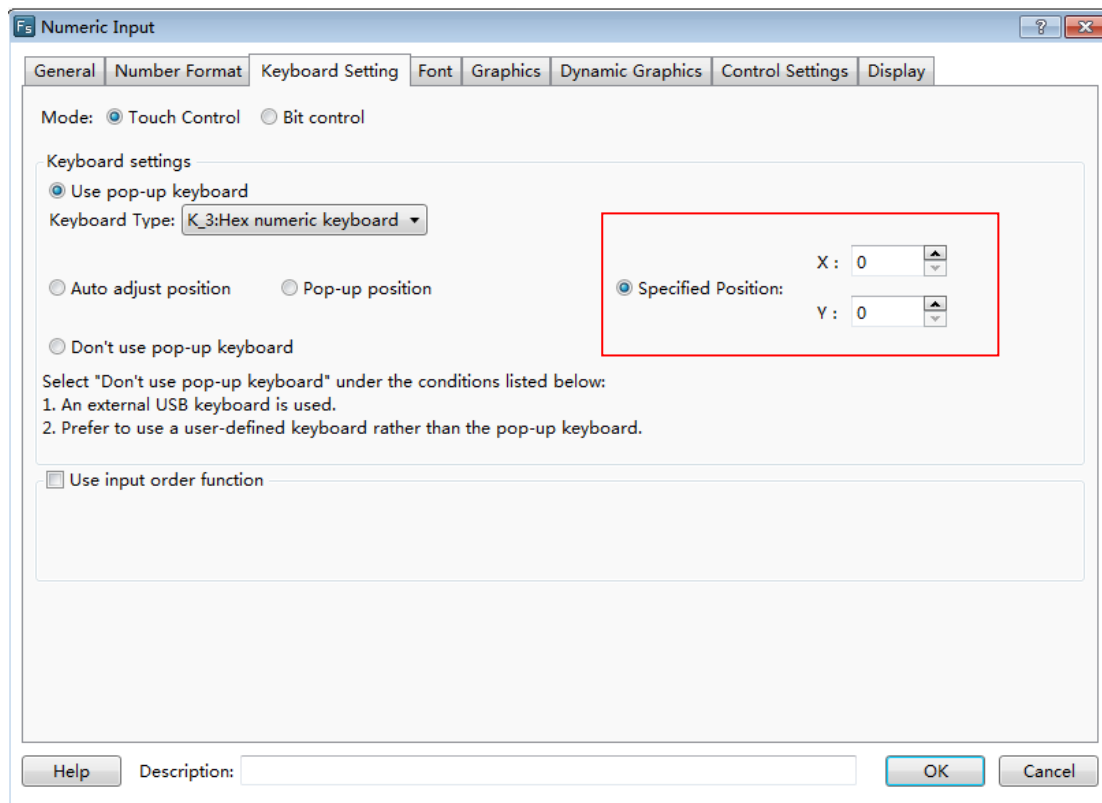 Fs Numeric Input
General Number Format Keyboard Setting Font Graphics Dynamic Graphics Control Settings Display
Mode: Touch Control Bit control
Keyboard settings
Use pop-up keyboard
Keyboard Type: K_3:Hex numeric keyboard
X : 0
Auto adjust position Pop-up position Specified Position:
Y : 0
Don't use pop-up keyboard
Select "Don't use pop-up keyboard" under the conditions listed below:
1. An external USB keyboard is used.
2. Prefer to use a user-defined keyboard rather than the pop-up keyboard.
Use input order function
Help Description: OK Cancel